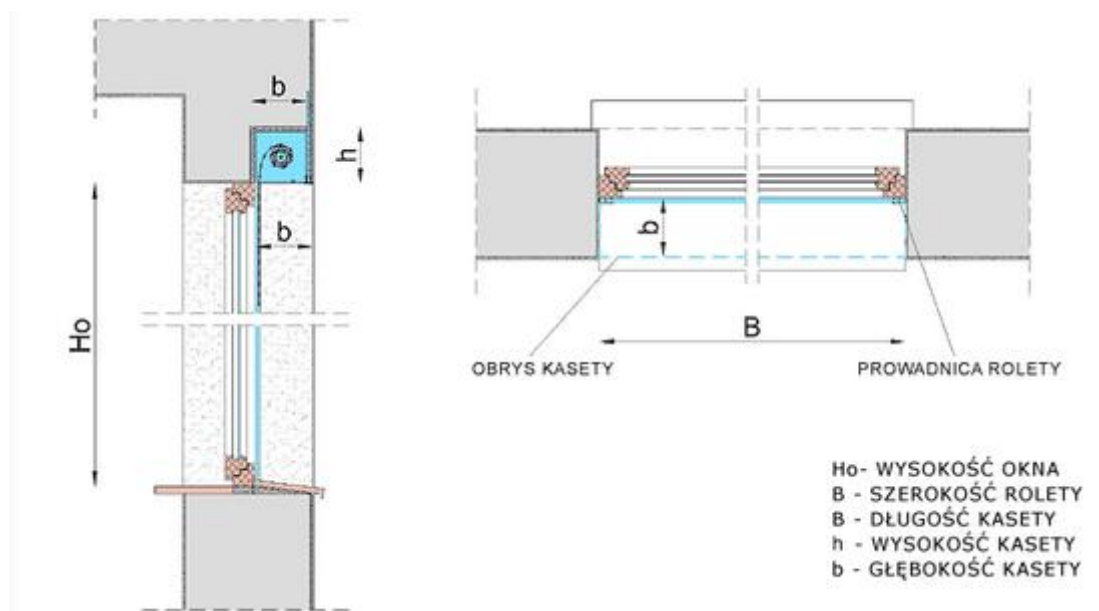 b
h
b
Ho
b
B
OBRYS KASETY
PROWADNICA ROLETY
Ho- WYSOKOŚĆ OKNA
B - SZEROKOŚĆ ROLETY
B - DŁUGOŚĆ KASETY
h - WYSOKOŚĆ KASETY
b - GŁĘBOKOŚĆ KASETY